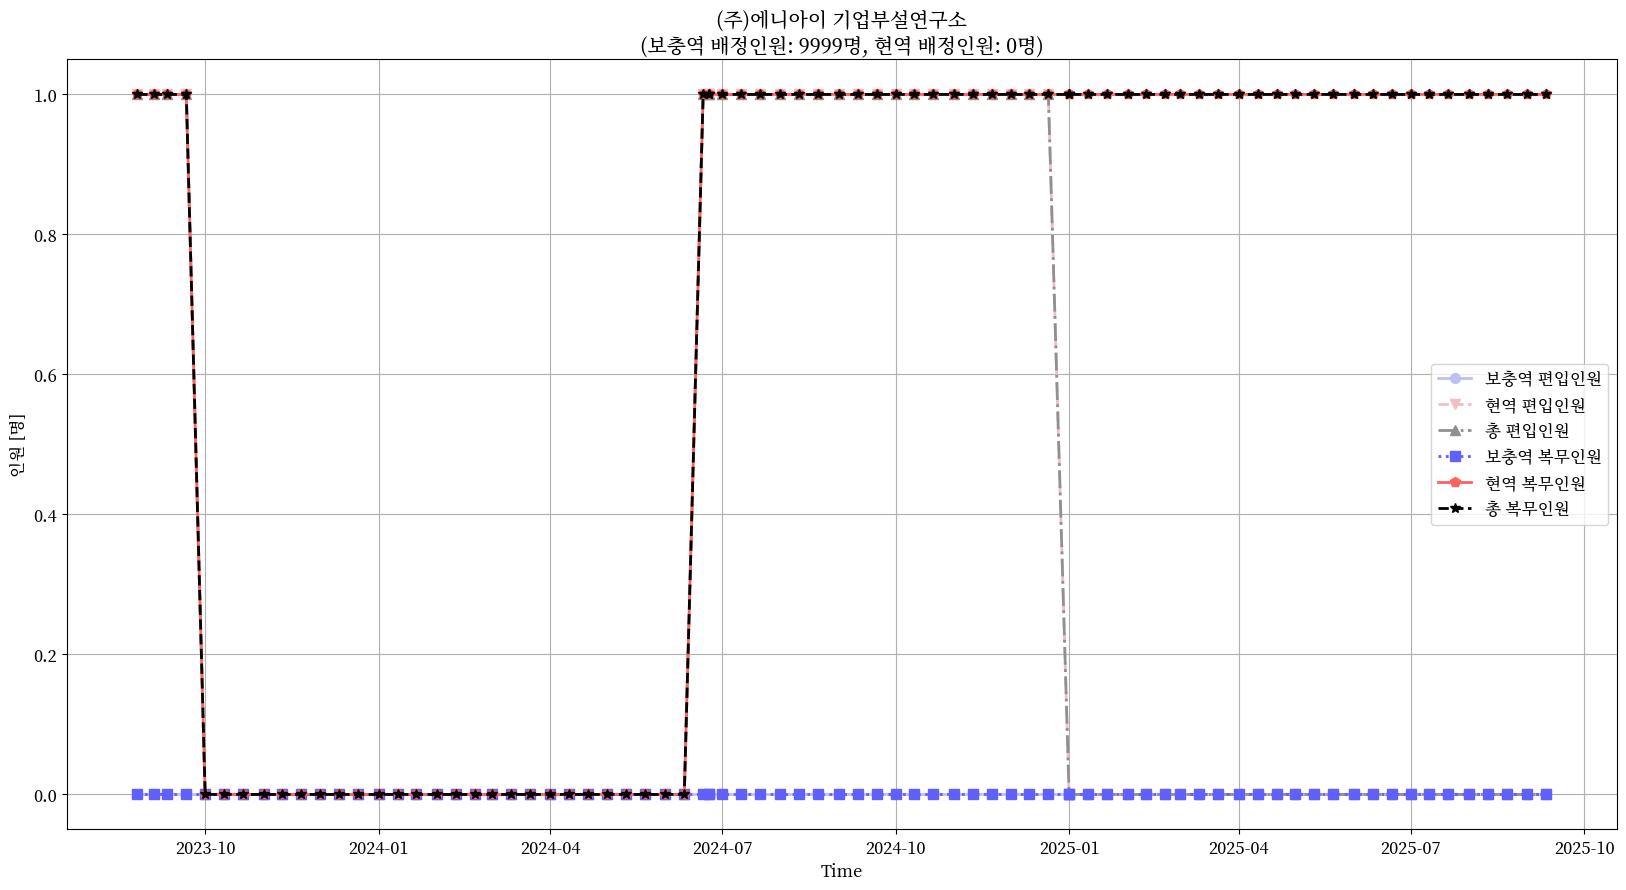 (주)에니아이 기업부설연구소
(보충역 배정인원: 9999명, 현역 배정인원: 0명)
1.0
0.8
0.6
0.4
0.2
0.0
인원 [명]
보충역 편입인원
현역 편입인원
총 편입인원
보충역 복무인원
현역 복무인원
총 복무인원
2023-10
2024-01
2024-04
2024-07
2024-10
2025-01
2025-04
2025-07
2025-10
Time